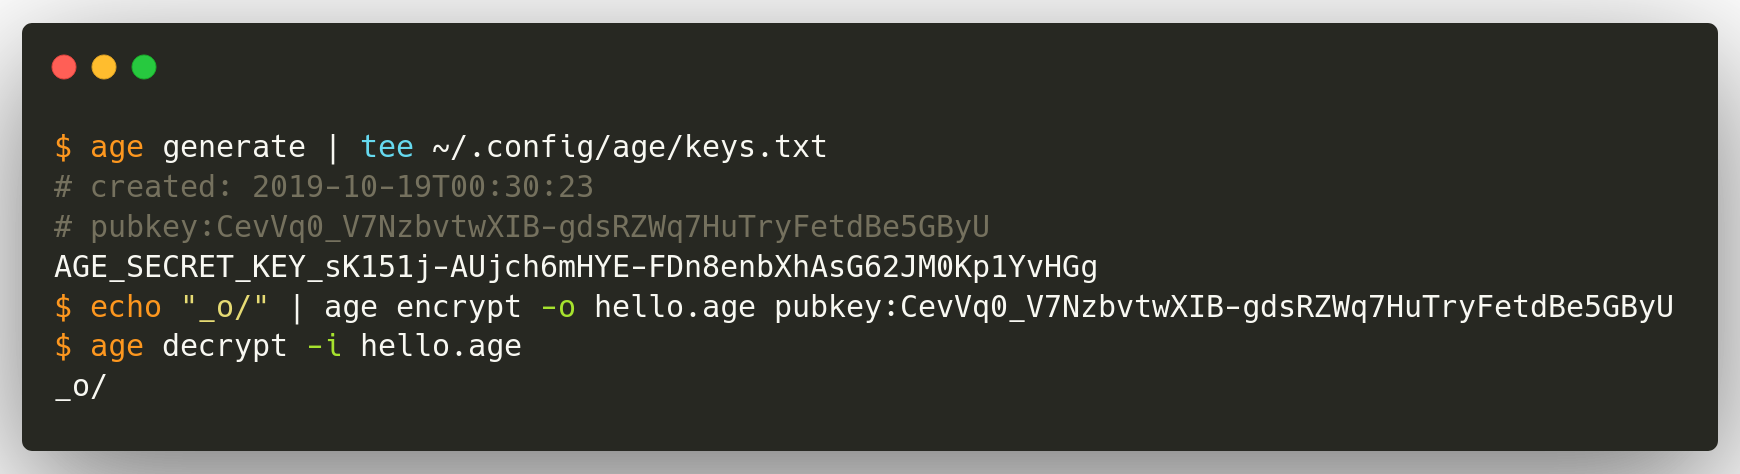 $ age generate | tee ~/.config/age/keys.txt
# created: 2019-10-19T00:30:23
# pubkey:CevVq0_V7NzbvtwXIB-gdsRZWq7HuTryFetdBe5GByU
AGE_SECRET_KEY_sK151j-AUjch6mHYE-FDn8enbXhAsG62JM0Kp1YvHGg
$ echo "_o/" | age encrypt -o hello.age pubkey:CevVq0_V7NzbvtwXIB-gdsRZWq7HuTryFetdBe5GByU
$ age decrypt -i hello.age
_o/